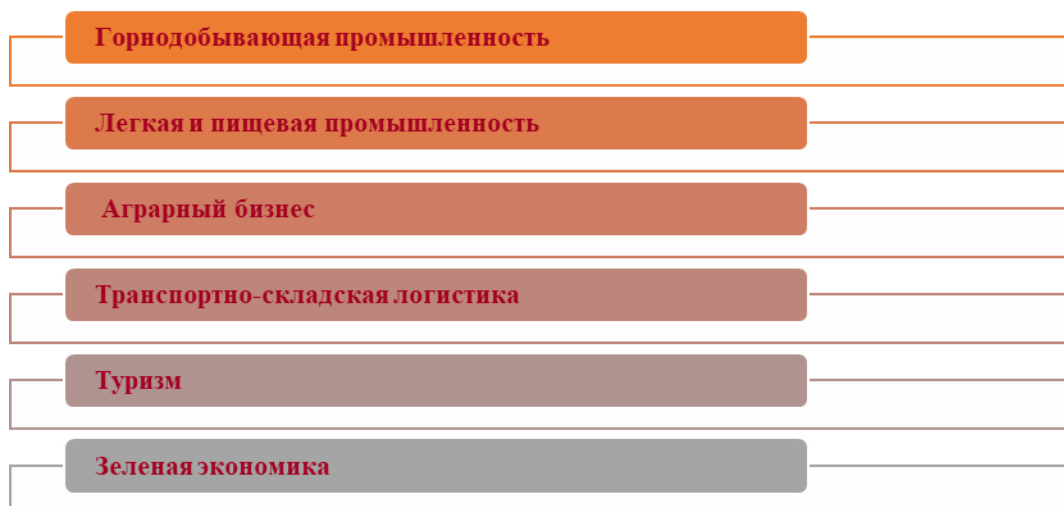 Горнодобывающая промышленность
Легкая и пищевая промышленность
Аграрный бизнес
Транспортно-складская логистика
Туризм
Зеленая экономика